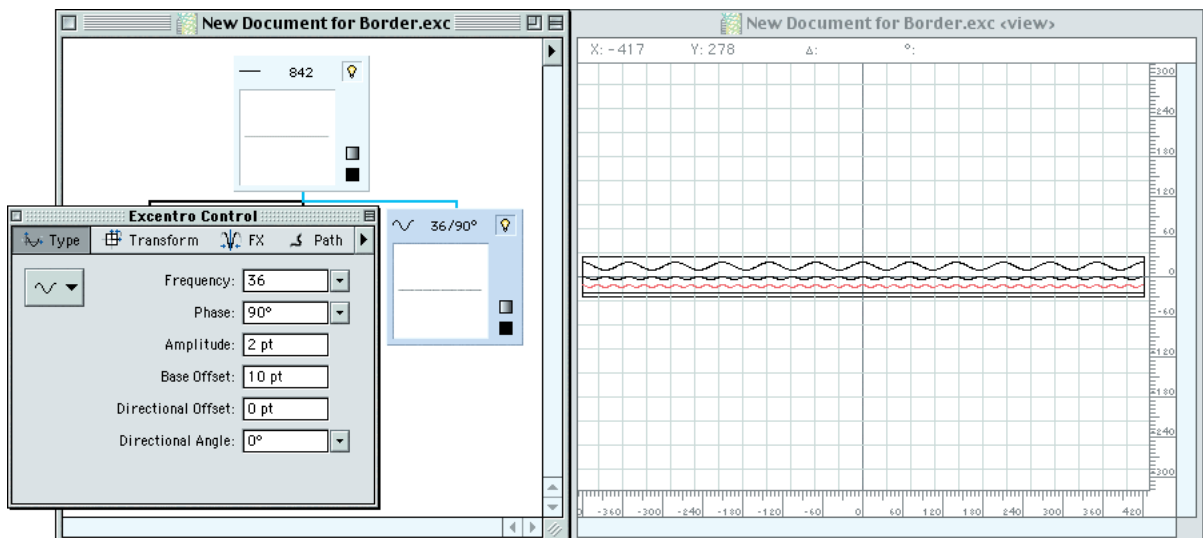 New Document for Border.exc
842
36/90°
Excentro Control
Type Transform FX Path
Frequency: 36
Phase: 90°
Amplitude: 2 pt
Base Offset: 10 pt
Directional Offset: 0 pt
Directional Angle: 0°
New Document for Border.exc <view>
X: -417 Y: 278 Δ: °:
300
240
180
120
60
0
-60
-120
-180
-240
-300
-360 -300 -240 -180 -120 -60 0 60 120 180 240 300 360 420